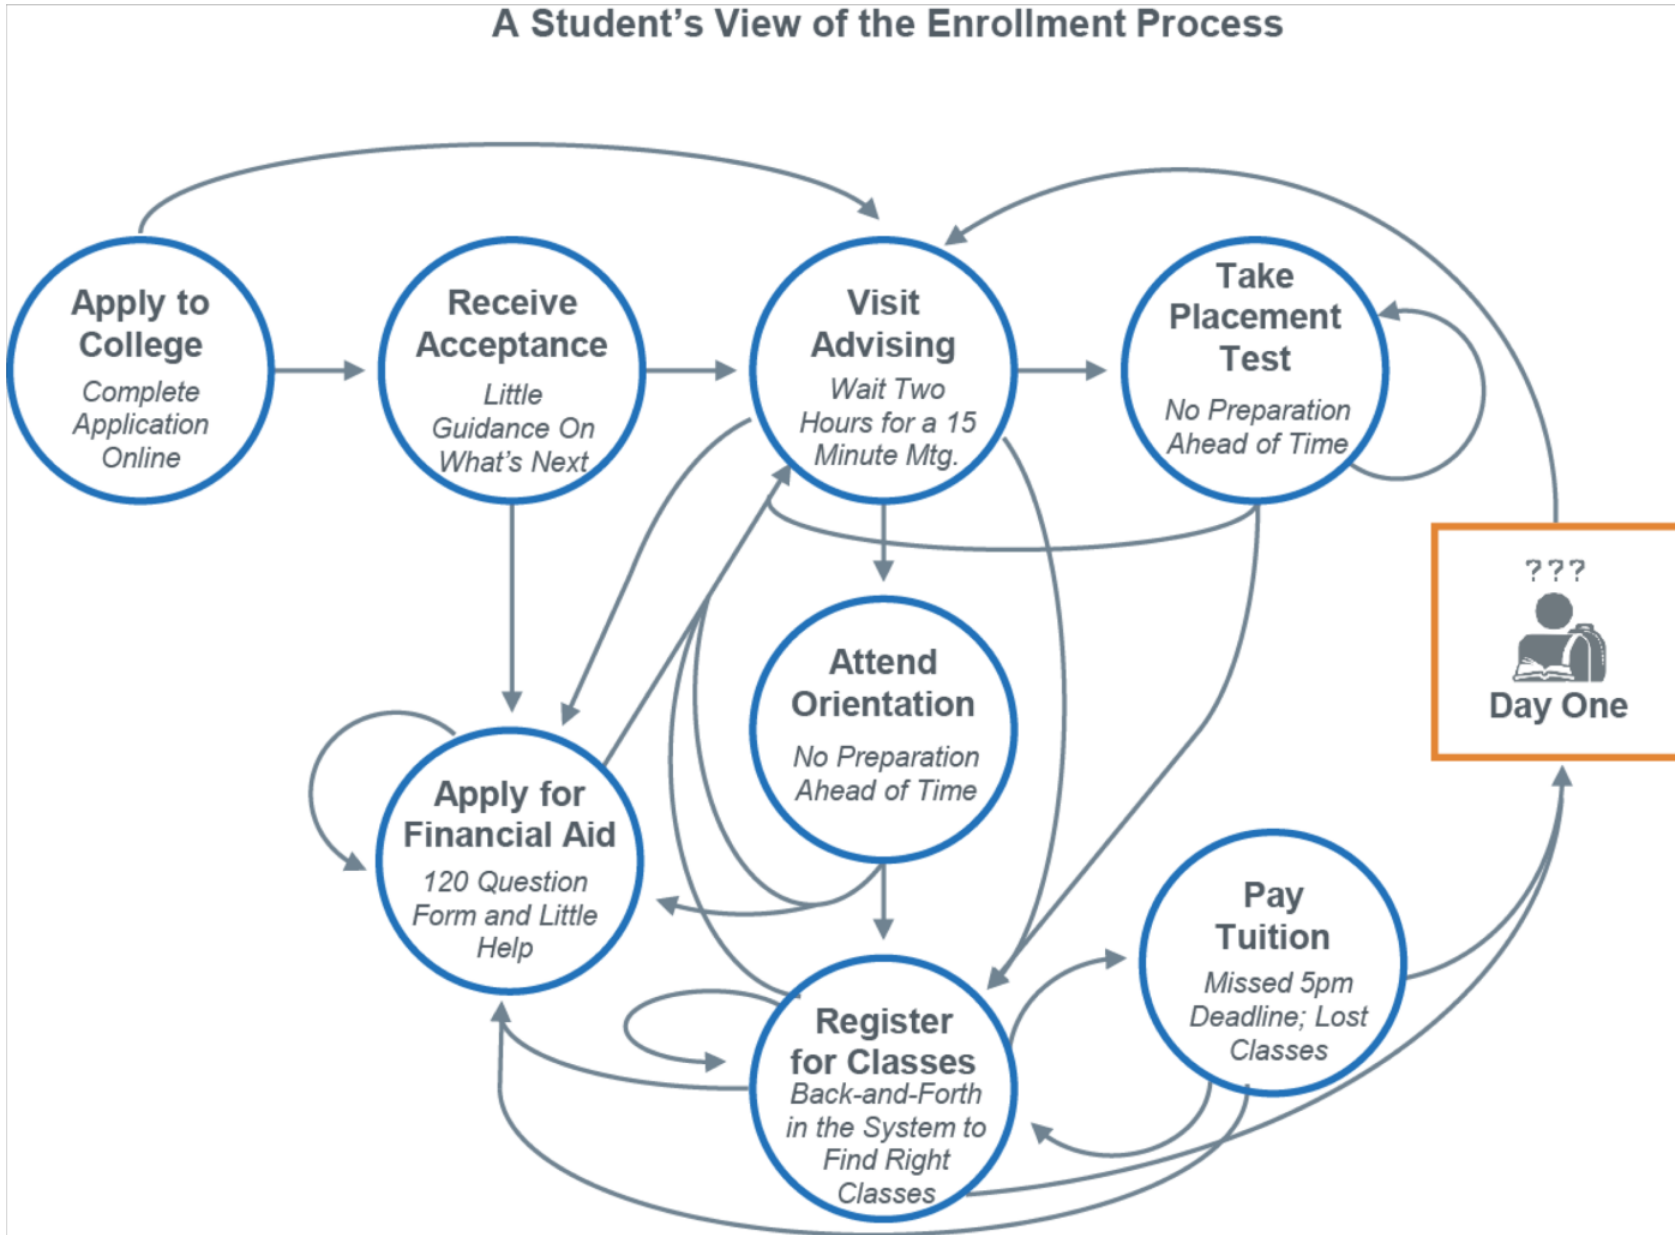 A Student's View of the Enrollment Process
Apply to
College
Complete
Application
Online
Receive
Acceptance
Little
Guidance On
What's Next
Visit
Advising
Wait Two
Hours for a 15
Minute Mtg.
Take
Placement
Test
No Preparation
Ahead of Time
???
Day One
Attend
Orientation
No Preparation
Ahead of Time
Apply for
Financial Aid
120 Question
Form and Little
Help
Register
for Classes
Back-and-Forth
in the System to
Find Right
Classes
Pay
Tuition
Missed 5pm
Deadline; Lost
Classes